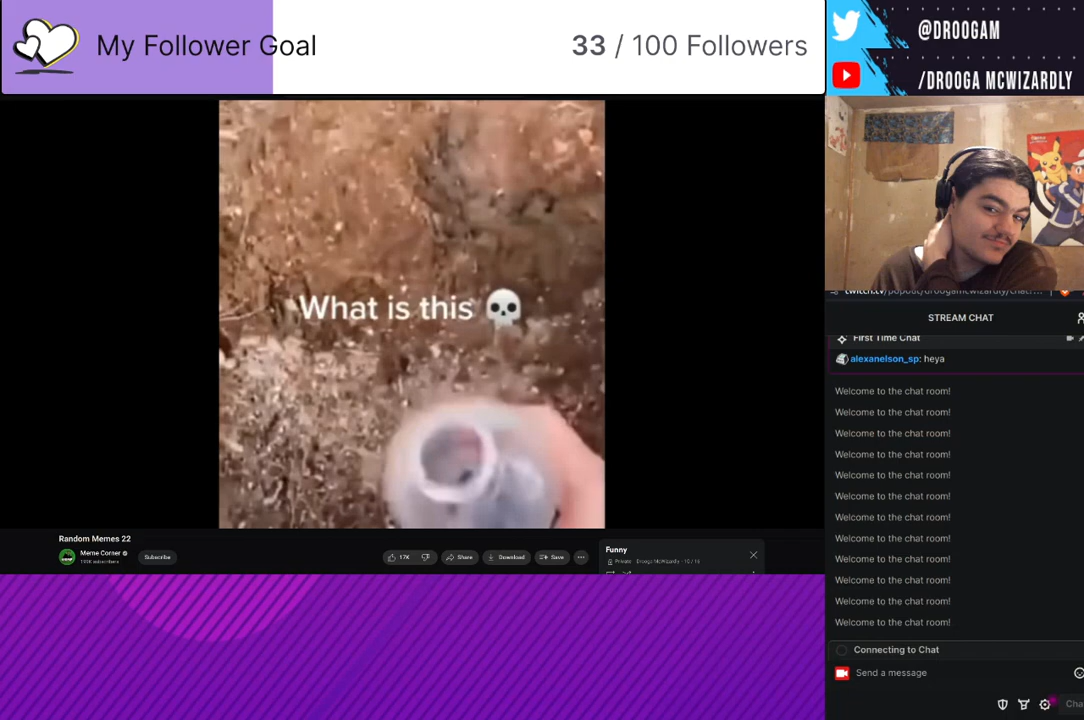 My Follower Goal
33 / 100 Followers
@DROOGAM
/DROOGA MCWIZARDLY
What is this 💀
STREAM CHAT
First Time Chat
alexanelson_sp: heya
Welcome to the chat room!
Welcome to the chat room!
Welcome to the chat room!
Welcome to the chat room!
Welcome to the chat room!
Welcome to the chat room!
Welcome to the chat room!
Welcome to the chat room!
Welcome to the chat room!
Welcome to the chat room!
Welcome to the chat room!
Welcome to the chat room!
Connecting to Chat
Send a message
Cha
Random Memes 22
Meme Corner
subscribers
Subscribe
17K
Share
Download
Save
Funny
Private Drooga McWizardly